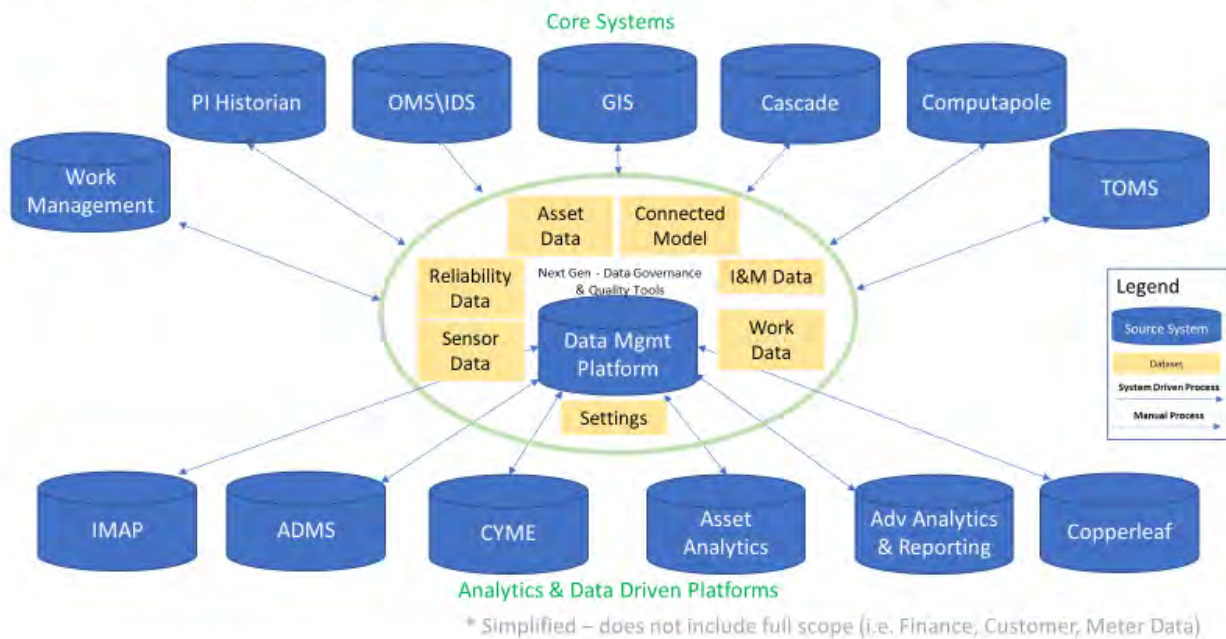 Core Systems
PI Historian
OMS\IDS
GIS
Cascade
Computapole
Work
Management
TOMS
Asset
Data
Connected
Model
Reliability
Data
Next Gen - Data Governance
& Quality Tools
I&M Data
Sensor
Data
Data Mgmt
Platform
Work
Data
Settings
Legend
Source System
Dataset
System Driven Process
Manual Process
IMAP
ADMS
CYME
Asset
Analytics
Adv Analytics
& Reporting
Copperleaf
Analytics & Data Driven Platforms
* Simplified – does not include full scope (i.e. Finance, Customer, Meter Data)